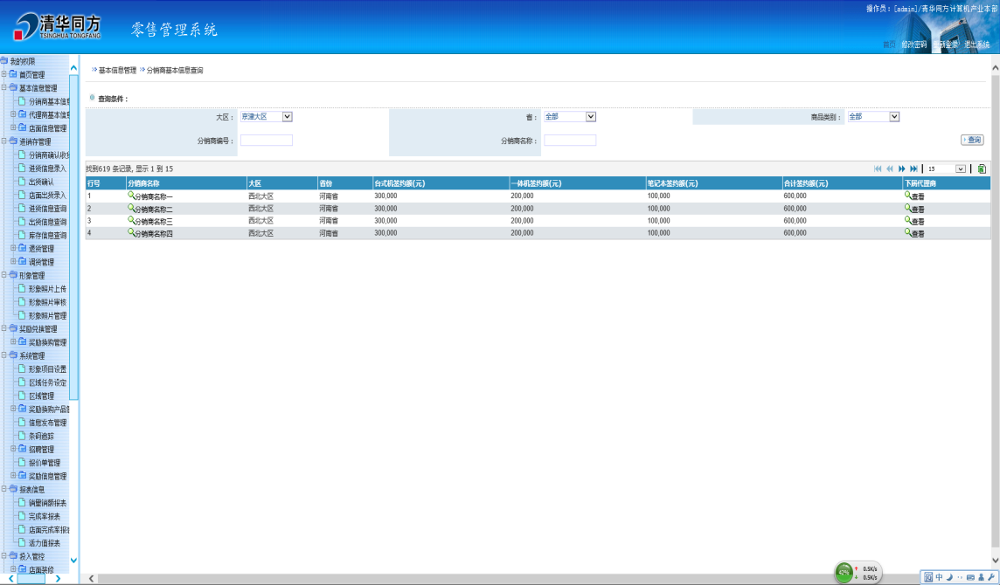 操作员：[admin]/清华同方计算机产业本部
清华同方
TSINGHUA TONGFANG
零售管理系统
首页 修改密码 重新登录 退出系统
我的权限
首页管理
基本信息管理
分销商基本信息
代理商基本信息
店面信息管理
进销存管理
分销商确认收货
进货信息录入
出货确认
店面出货录入
进货信息查询
出货信息查询
库存信息查询
退货管理
调货管理
形象管理
形象照片上传
形象照片审核
形象照片管理
奖励兑换管理
奖励换购管理
系统管理
形象项目设置
区域任务设定
区域管理
奖励换购产品管
信息发布管理
条码追踪
招聘管理
报价单管理
奖励信息管理
报表信息
销量销额报表
完成率报表
店面完成率报表
活力值报表
投入管控
店面装修
基本信息管理 分销商基本信息查询
查询条件：
大区： 京津大区 省： 全部 商品类别： 全部
分销商编号： 分销商名称： 查询
找到619 条记录, 显示 1 到 15
15
行号 分销商名称 大区 省份 台式机签约额(元) 一体机签约额(元) 笔记本签约额(元) 合计签约额(元) 下属代理商
1 分销商名称一 西北大区 河南省 300,000 200,000 100,000 600,000 查看
2 分销商名称二 西北大区 河南省 300,000 200,000 100,000 600,000 查看
3 分销商名称三 西北大区 河南省 300,000 200,000 100,000 600,000 查看
4 分销商名称四 西北大区 河南省 300,000 200,000 100,000 600,000 查看
42% 0.5K/s
0.5K/s
中